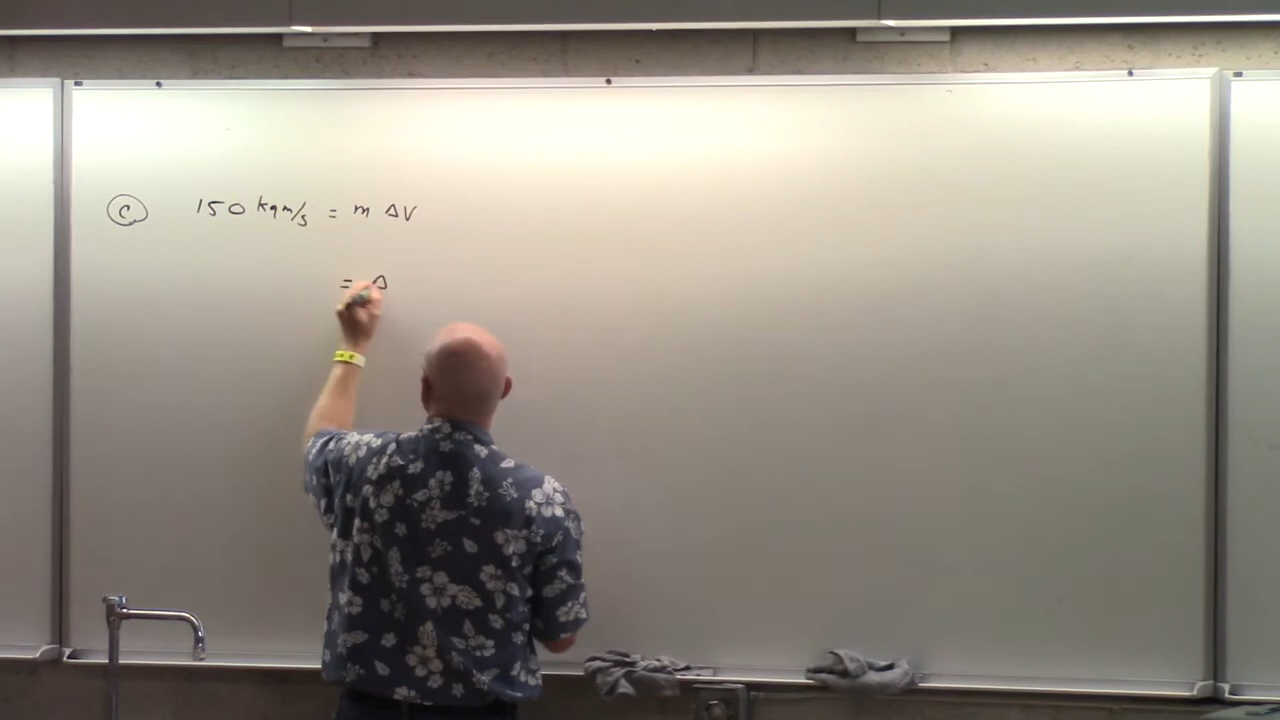 ⓒ 150 kgm/s = m ΔV
= Δ